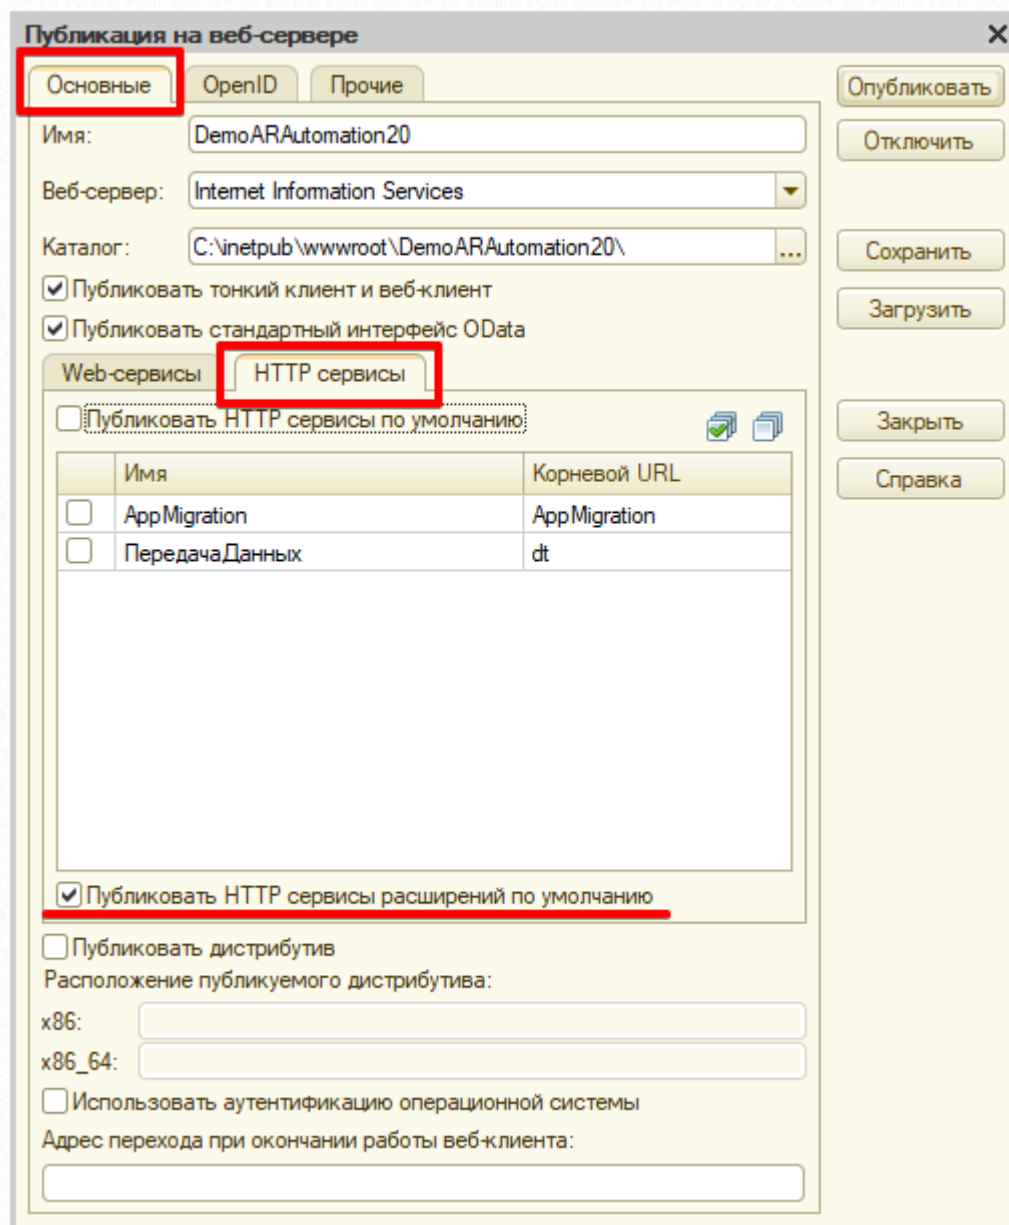 Публикация на веб-сервере
Основные OpenID Прочие Опубликовать
Имя: DemoARAutomation20 Отключить
Веб-сервер: Internet Information Services
Каталог: C:\inetpub\wwwroot\DemoARAutomation20\ ... Сохранить
Публиковать тонкий клиент и веб-клиент
Публиковать стандартный интерфейс OData Загрузить
Web-сервисы HTTP сервисы
Публиковать HTTP сервисы по умолчанию Закрыть
Имя Корневой URL Справка
AppMigration AppMigration
ПередачаДанных dt
Публиковать HTTP сервисы расширений по умолчанию
Публиковать дистрибутив
Расположение публикуемого дистрибутива:
x86:
x86_64:
Использовать аутентификацию операционной системы
Адрес перехода при окончании работы веб-клиента: